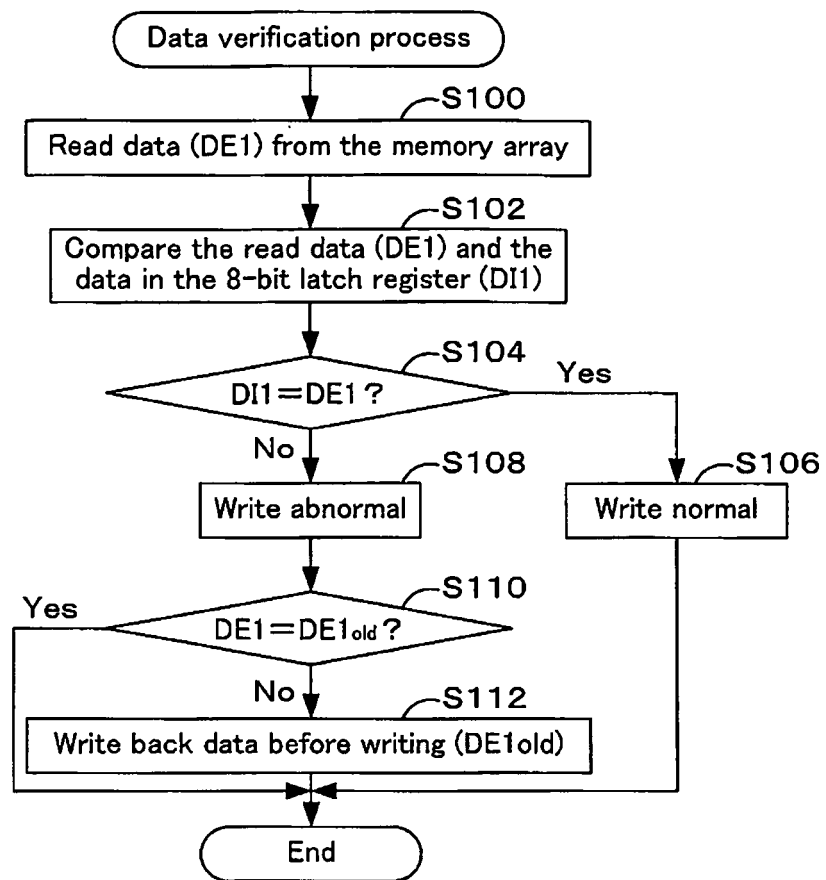 Data verification process
S100
Read data (DE1) from the memory array
S102
Compare the read data (DE1) and the
data in the 8-bit latch register (DI1)
S104
DI1=DE1?
Yes
No
S108
Write abnormal
S106
Write normal
S110
Yes
DE1=DE1old?
No
S112
Write back data before writing (DE1old)
End